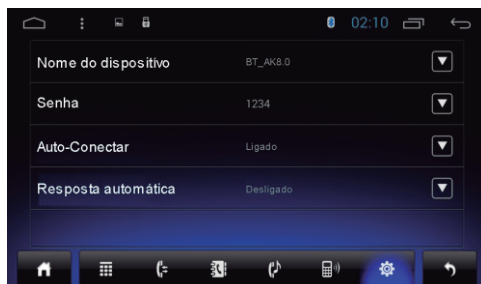 02:10
Nome do dispositivo BT_AK8.0
Senha 1234
Auto-Conectar Ligado
Resposta automática Desligado